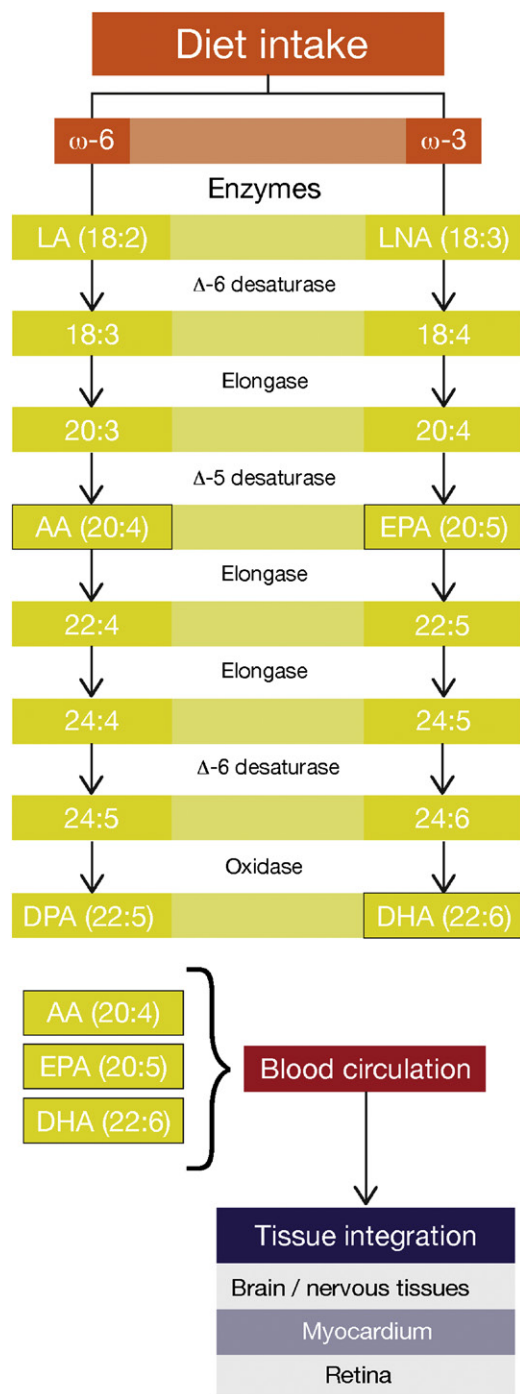 Diet intake
ω-6 ω-3
Enzymes
LA (18:2) LNA (18:3)
Δ-6 desaturase
18:3 18:4
Elongase
20:3 20:4
Δ-5 desaturase
AA (20:4) EPA (20:5)
Elongase
22:4 22:5
Elongase
24:4 24:5
Δ-6 desaturase
24:5 24:6
Oxidase
DPA (22:5) DHA (22:6)
AA (20:4)
EPA (20:5)
DHA (22:6)
Blood circulation
Tissue integration
Brain / nervous tissues
Myocardium
Retina